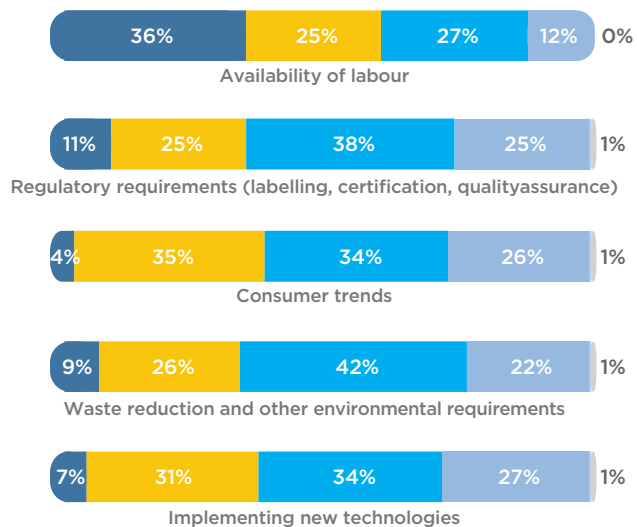 36% 25% 27% 12% 0%
Availability of labour
11% 25% 38% 25% 1%
Regulatory requirements (labelling, certification, qualityassurance)
4% 35% 34% 26% 1%
Consumer trends
9% 26% 42% 22% 1%
Waste reduction and other environmental requirements
7% 31% 34% 27% 1%
Implementing new technologies